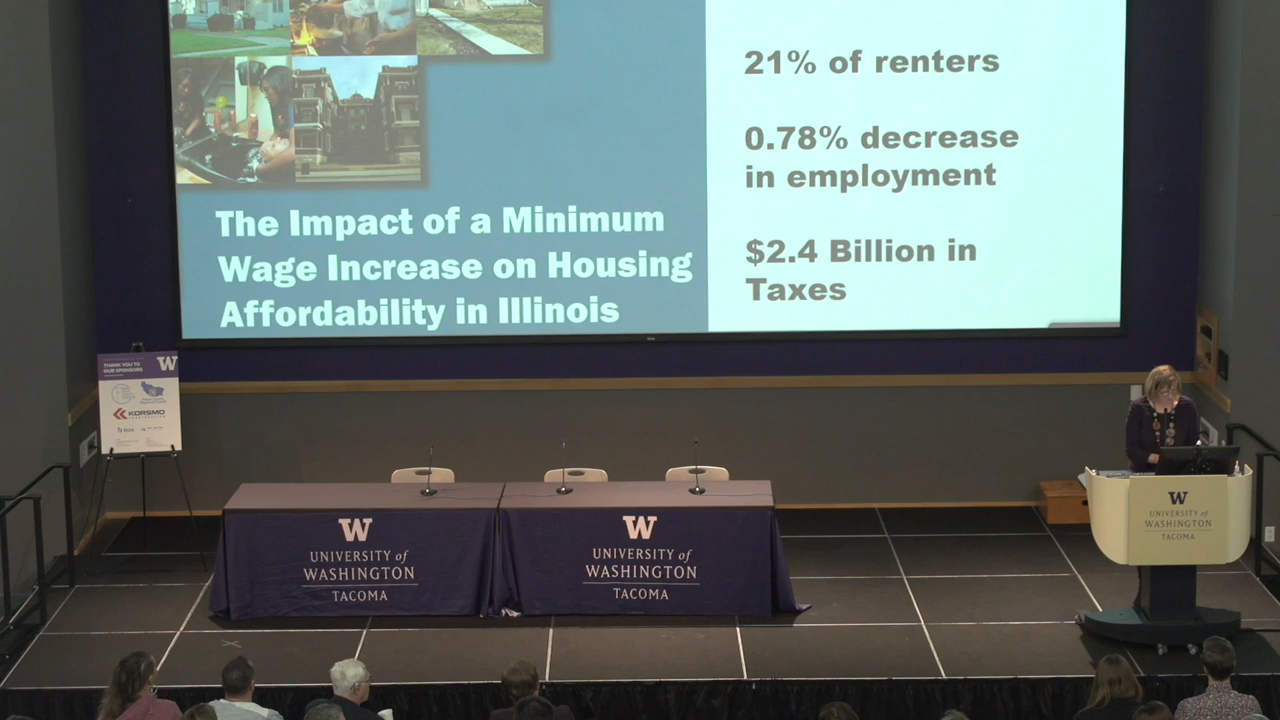 21% of renters
0.78% decrease
in employment
$2.4 Billion in
Taxes
The Impact of a Minimum
Wage Increase on Housing
Affordability in Illinois
THANK YOU TO
OUR SPONSORS
W
KORSMO
W
UNIVERSITY of
WASHINGTON
TACOMA
W
UNIVERSITY of
WASHINGTON
TACOMA
W
UNIVERSITY of
WASHINGTON
TACOMA